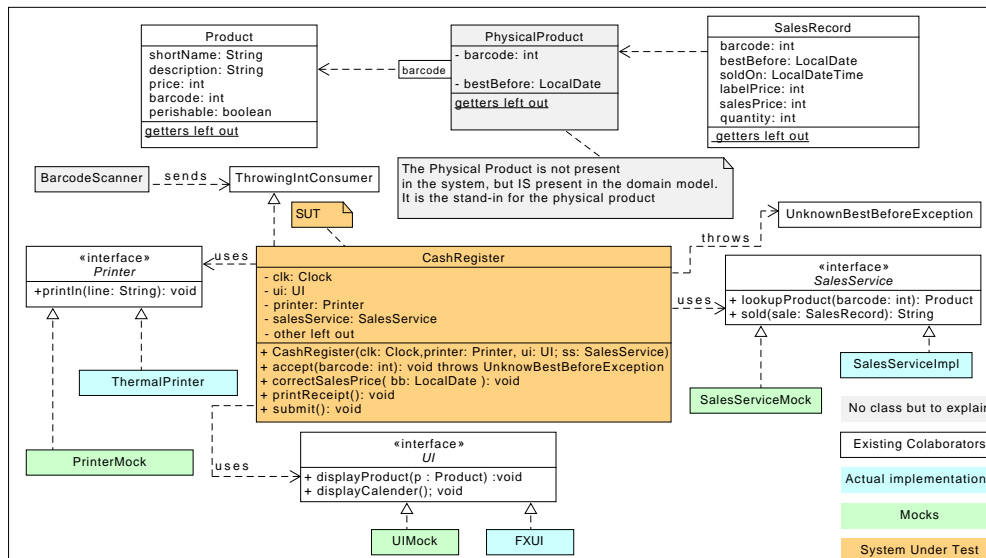 Product
shortName: String
description: String
price: int
barcode: int
perishable: boolean
getters left out
barcode
PhysicalProduct
- barcode: int
- bestBefore: LocalDate
getters left out
SalesRecord
barcode: int
bestBefore: LocalDate
soldOn: LocalDateTime
labelPrice: int
salesPrice: int
quantity: int
getters left out
The Physical Product is not present
in the system, but IS present in the domain model.
It is the stand-in for the physical product
BarcodeScanner
sends
ThrowingIntConsumer
SUT
UnknownBestBeforeException
throws
«interface»
Printer
+println(line: String): void
uses
CashRegister
- clk: Clock
- ui: UI
- printer: Printer
- salesService: SalesService
- other left out
+ CashRegister(clk: Clock,printer: Printer, ui: UI; ss: SalesService)
+ accept(barcode: int): void throws UnknowBestBeforeException
+ correctSalesPrice( bb: LocalDate ): void
+ printReceipt(): void
+ submit(): void
uses
«interface»
SalesService
+ lookupProduct(barcode: int): Product
+ sold(sale: SalesRecord): String
ThermalPrinter
PrinterMock
SalesServiceMock
SalesServiceImpl
uses
«interface»
UI
+ displayProduct(p : Product) :void
+ displayCalender(); void
UIMock
FXUI
No class but to explain
Existing Colaborators
Actual implementation
Mocks
System Under Test